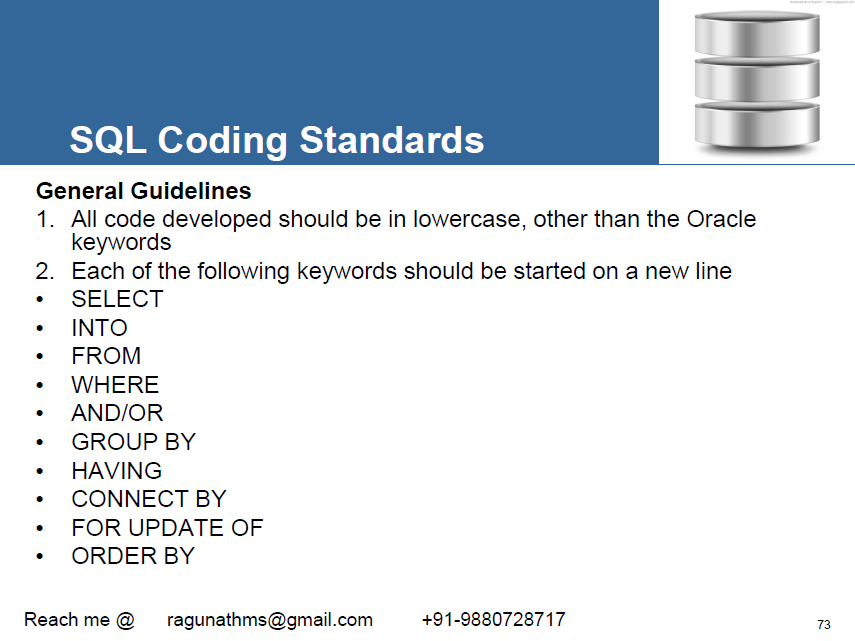 SQL Coding Standards
General Guidelines
1. All code developed should be in lowercase, other than the Oracle
keywords
2. Each of the following keywords should be started on a new line
• SELECT
• INTO
• FROM
• WHERE
• AND/OR
• GROUP BY
• HAVING
• CONNECT BY
• FOR UPDATE OF
• ORDER BY
Reach me @ ragunathms@gmail.com +91-9880728717
73